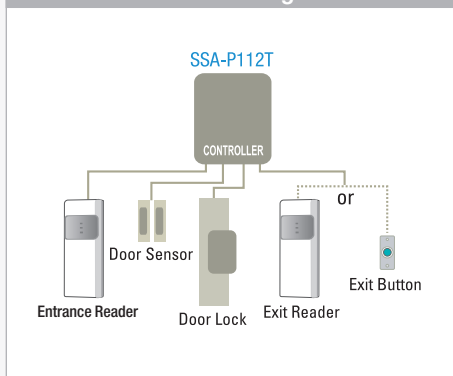 SSA-P112T
CONTROLLER
or
Door Sensor
Exit Button
Entrance Reader
Door Lock
Exit Reader